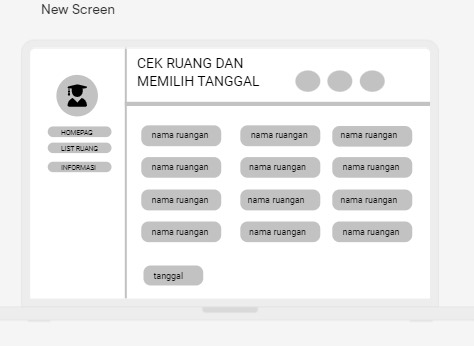 New Screen
CEK RUANG DAN
MEMILIH TANGGAL
HOMEPAG
LIST RUANG
INFORMASI
nama ruangan nama ruangan nama ruangan
nama ruangan nama ruangan nama ruangan
nama ruangan nama ruangan nama ruangan
nama ruangan nama ruangan nama ruangan
tanggal